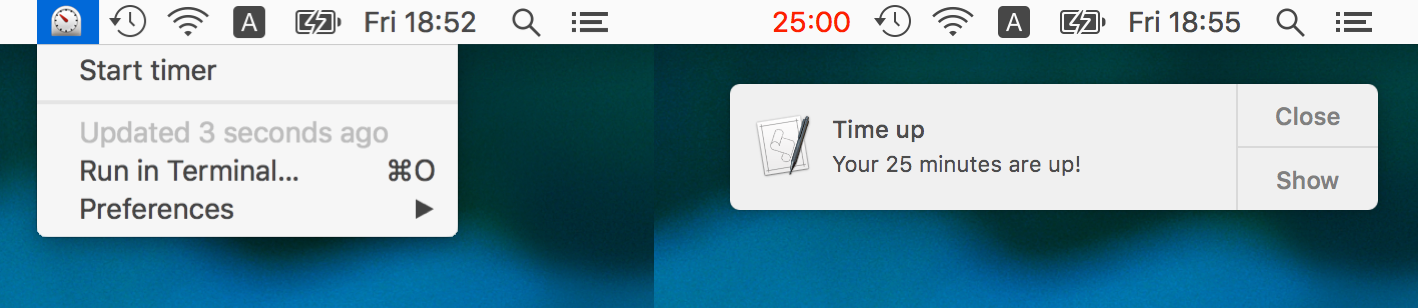 A Fri 18:52
Start timer
Updated 3 seconds ago
Run in Terminal... ⌘O
Preferences
25:00 A Fri 18:55
Time up
Your 25 minutes are up!
Close
Show